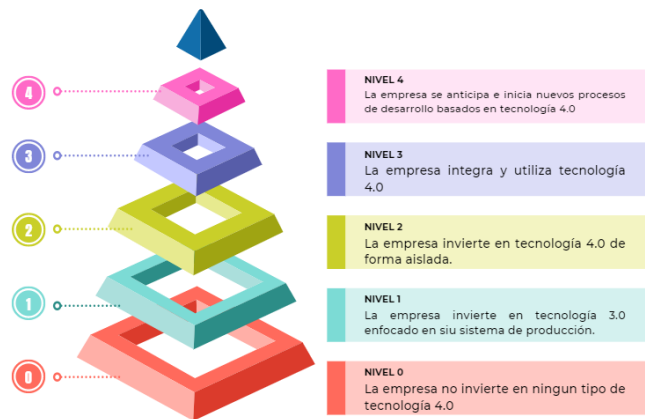 4
NIVEL 4
La empresa se anticipa e inicia nuevos procesos
de desarrollo basados en tecnología 4.0
3
NIVEL 3
La empresa integra y utiliza tecnología
4.0
2
NIVEL 2
La empresa invierte en tecnología 4.0 de
forma aislada.
1
NIVEL 1
La empresa invierte en tecnología 3.0
enfocado en siu sistema de producción.
0
NIVEL 0
La empresa no invierte en ningun tipo de
tecnología 4.0